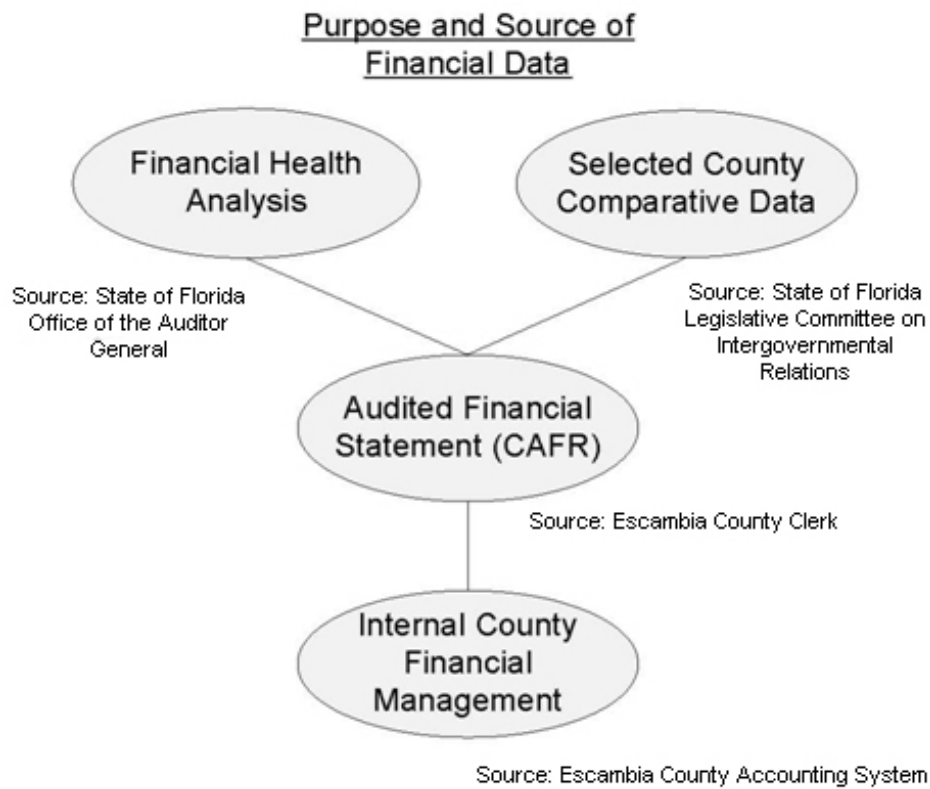 Purpose and Source of
Financial Data
Financial Health
Analysis
Selected County
Comparative Data
Source: State of Florida
Office of the Auditor
General
Source: State of Florida
Legislative Committee on
Intergovernmental
Relations
Audited Financial
Statement (CAFR)
Source: Escambia County Clerk
Internal County
Financial
Management
Source: Escambia County Accounting System